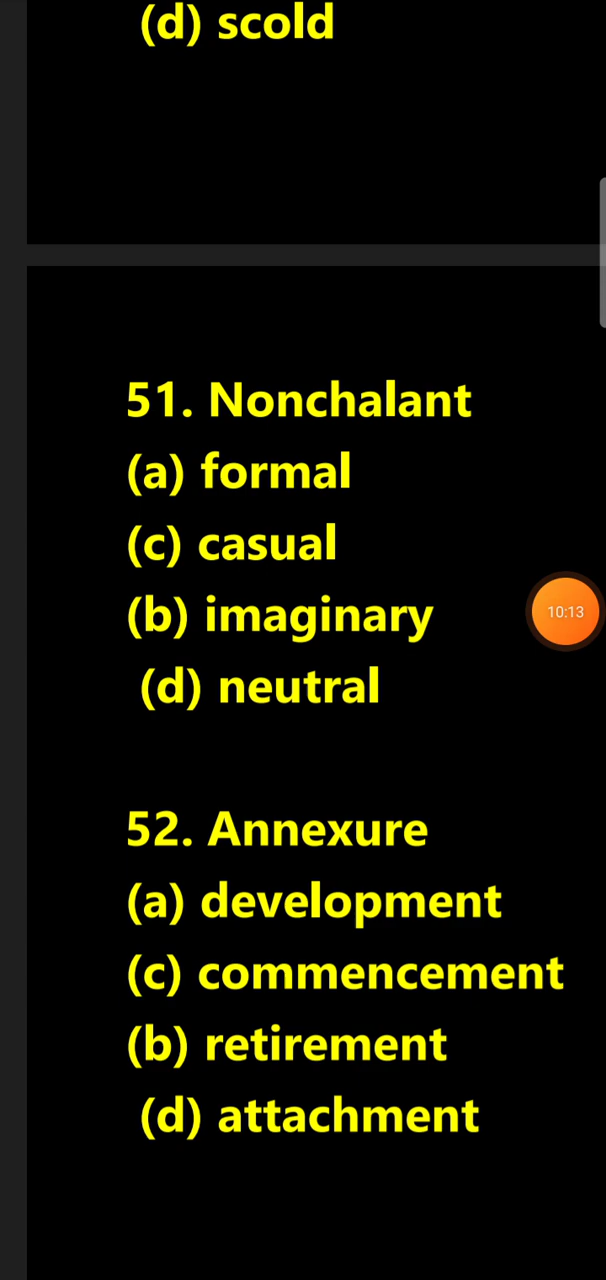 (d) scold
51. Nonchalant
(a) formal
(c) casual
(b) imaginary
(d) neutral
10:13
52. Annexure
(a) development
(c) commencement
(b) retirement
(d) attachment